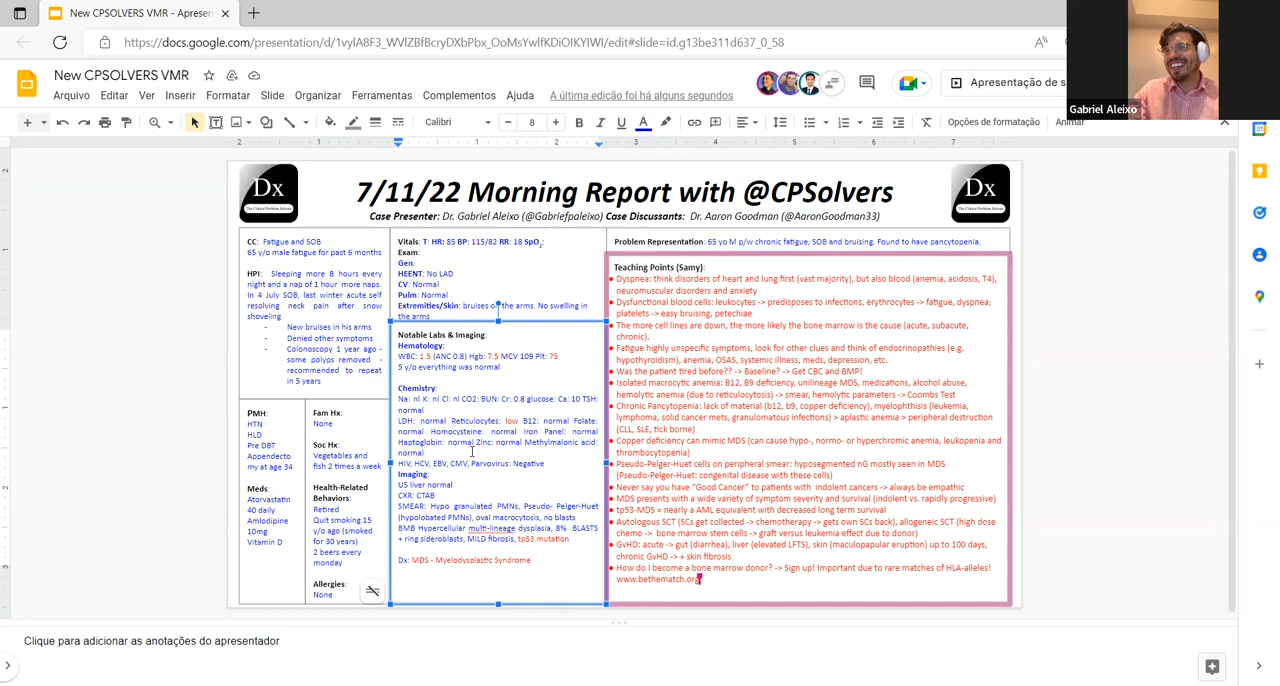 New CPSOLVERS VMR - Apresen
https://docs.google.com/presentation/d/1vylA8F3_WVlZBfBcryDXbPbx_OoMsYwlfKDiOIKYIWI/edit#slide=id.g13be311d637_0_58
New CPSOLVERS VMR
Arquivo Editar Ver Inserir Formatar Slide Organizar Ferramentas Complementos Ajuda A última edição foi há alguns segundos
Apresentação de s
Gabriel Aleixo
Calibri 8 B I U A Opções de formatação Animar
2 1 1 2 3 4 5 6 7
Dx
7/11/22 Morning Report with @CPSolvers
Dx
Case Presenter: Dr. Gabriel Aleixo (@Gabriefpaleixo) Case Discussants: Dr. Aaron Goodman (@AaronGoodman33)
CC: Fatigue and SOB
65 y/o male fatigue for past 6 months
HPI: Sleeping more 8 hours every
night and a nap of 1 hour more naps.
In 4 July SOB, last winter acute self
resolving neck pain after snow
shoveling
- New bruises in his arms
- Denied other symptoms
- Colonoscopy 1 year ago -
some polyps removed -
recommended to repeat
in 5 years
PMH:
HTN
HLD
Pre DBT
Appendecto
my at age 34
Meds:
Atorvastatin
40 daily
Amlodipine
10mg
Vitamin D
Fam Hx:
None
Soc Hx:
Vegetables and
fish 2 times a week
Health-Related
Behaviors:
Retired
Quit smoking 15
y/o ago (smoked
for 30 years)
2 beers every
monday
Allergies:
None
Vitals: T: HR: 85 BP: 115/82 RR: 18 SpO2:
Exam:
Gen:
HEENT: No LAD
CV: Normal
Pulm: Normal
Extremities/Skin: bruises on the arms. No swelling in
the arms
Notable Labs & Imaging:
Hematology:
WBC: 1.5 (ANC 0.8) Hgb: 7.5 MCV 109 Plt: 75
5 y/o everything was normal
Chemistry:
Na: nl K: nl Cl: nl CO2: BUN: Cr: 0.8 glucose: Ca: 10 TSH:
normal
LDH: normal Reticulocytes: low B12: normal Folate:
normal Homocysteine: normal Iron Panel: normal
Haptoglobin: normal Zinc: normal Methylmalonic acid:
normal
HIV, HCV, EBV, CMV, Parvovirus: Negative
Imaging:
US liver normal
CXR: CTAB
SMEAR: Hypo granulated PMNs, Pseudo- Pelger-Huet
(hypolobated PMNs), oval macrocytosis, no blasts
BMB Hypercellular multi-lineage dysplasia, 8% BLASTS
+ ring sideroblasts, MILD fibrosis, tp53 mutation
Dx: MDS - Myelodysplastic Syndrome
Problem Representation: 65 yo M p/w chronic fatigue, SOB and bruising. Found to have pancytopenia.
Teaching Points (Samy):
● Dyspnea: think disorders of heart and lung first (vast majority), but also blood (anemia, acidosis, T4),
neuromuscular disorders and anxiety
● Dysfunctional blood cells: leukocytes -> predisposes to infections, erythrocytes -> fatigue, dyspnea;
platelets -> easy bruising, petechiae
● The more cell lines are down, the more likely the bone marrow is the cause (acute, subacute,
chronic).
● Fatigue highly unspecific symptoms, look for other clues and think of endocrinopathies (e.g.
hypothyroidism), anemia, OSAS, systemic illness, meds, depression, etc.
● Was the patient tired before?? -> Baseline? -> Get CBC and BMP!
● Isolated macrocytic anemia: B12, B9 deficiency, unilineage MDS, medications, alcohol abuse,
hemolytic anemia (due to reticulocytosis) -> smear, hemolytic parameters -> Coombs Test
● Chronic Pancytopenia: lack of material (b12, b9, copper deficiency), myelophthisis (leukemia,
lymphoma, solid cancer mets, granulomatous infections) > aplastic anemia > peripheral destruction
(CLL, SLE, tick borne)
● Copper deficiency can mimic MDS (can cause hypo-, normo- or hyperchromic anemia, leukopenia and
thrombocytopenia)
● Pseudo-Pelger-Huet cells on peripheral smear: hyposegmented nG mostly seen in MDS
(Pseudo-Pelger-Huet: congenital disease with these cells)
● Never say you have "Good Cancer" to patients with indolent cancers -> always be empathic
● MDS presents with a wide variety of symptom severity and survival (indolent vs. rapidly progressive)
● tp53-MDS = nearly a AML equivalent with decreased long term survival
● Autologous SCT (SCs get collected -> chemotherapy -> gets own SCs back), allogeneic SCT (high dose
chemo -> bone marrow stem cells -> graft versus leukemia effect due to donor)
● GvHD: acute -> gut (diarrhea), liver (elevated LFTS), skin (maculopapular eruption) up to 100 days,
chronic GvHD -> + skin fibrosis
● How do I become a bone marrow donor? -> Sign up! Important due to rare matches of HLA-alleles!
www.bethematch.org
Clique para adicionar as anotações do apresentador